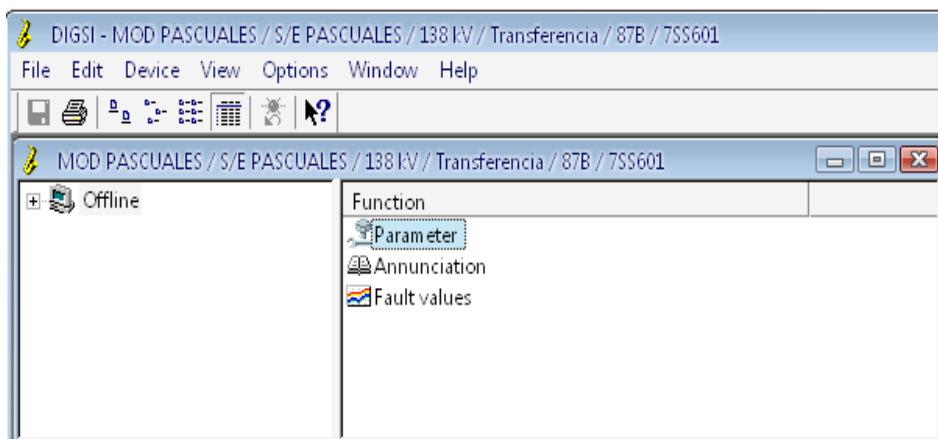 DIGSI - MOD PASCUALES / S/E PASCUALES / 138 kV / Transferencia / 87B / 7SS601
File Edit Device View Options Window Help
MOD PASCUALES / S/E PASCUALES / 138 kV / Transferencia / 87B / 7SS601
Offline
Function
Parameter
Annunciation
Fault values